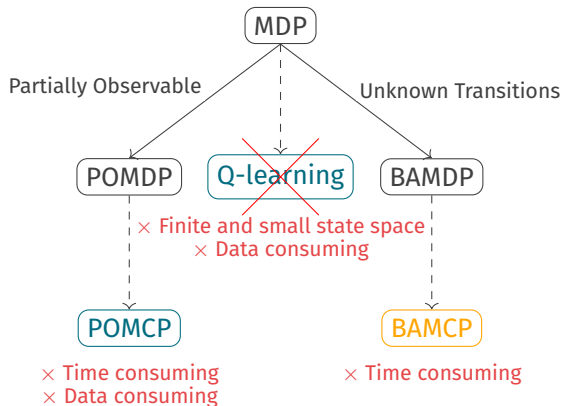 MDP
Partially Observable
Unknown Transitions
POMDP
Q-learning
BAMDP
× Finite and small state space
× Data consuming
POMCP
BAMCP
× Time consuming
× Data consuming
× Time consuming